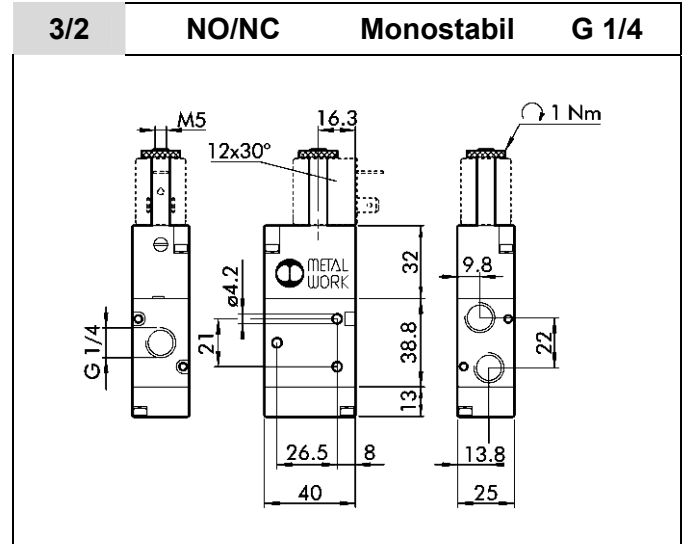 3/2 NO/NC Monostabil G 1/4
M5
16.3
1 Nm
12x30°
METAL
WORK
ø4.2
32
9.8
G 1/4
21
38.8
22
13
26.5
8
13.8
40
25